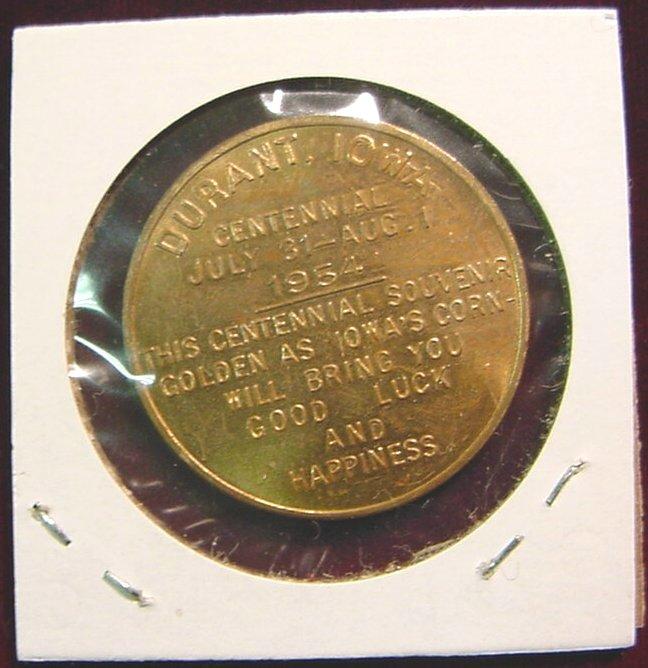 DURANT, IOWA
CENTENNIAL
JULY 31-AUG. 1
1954
THIS CENTENNIAL SOUVENIR
GOLDEN AS IOWA'S CORN-
WILL BRING YOU
GOOD LUCK
AND
HAPPINESS